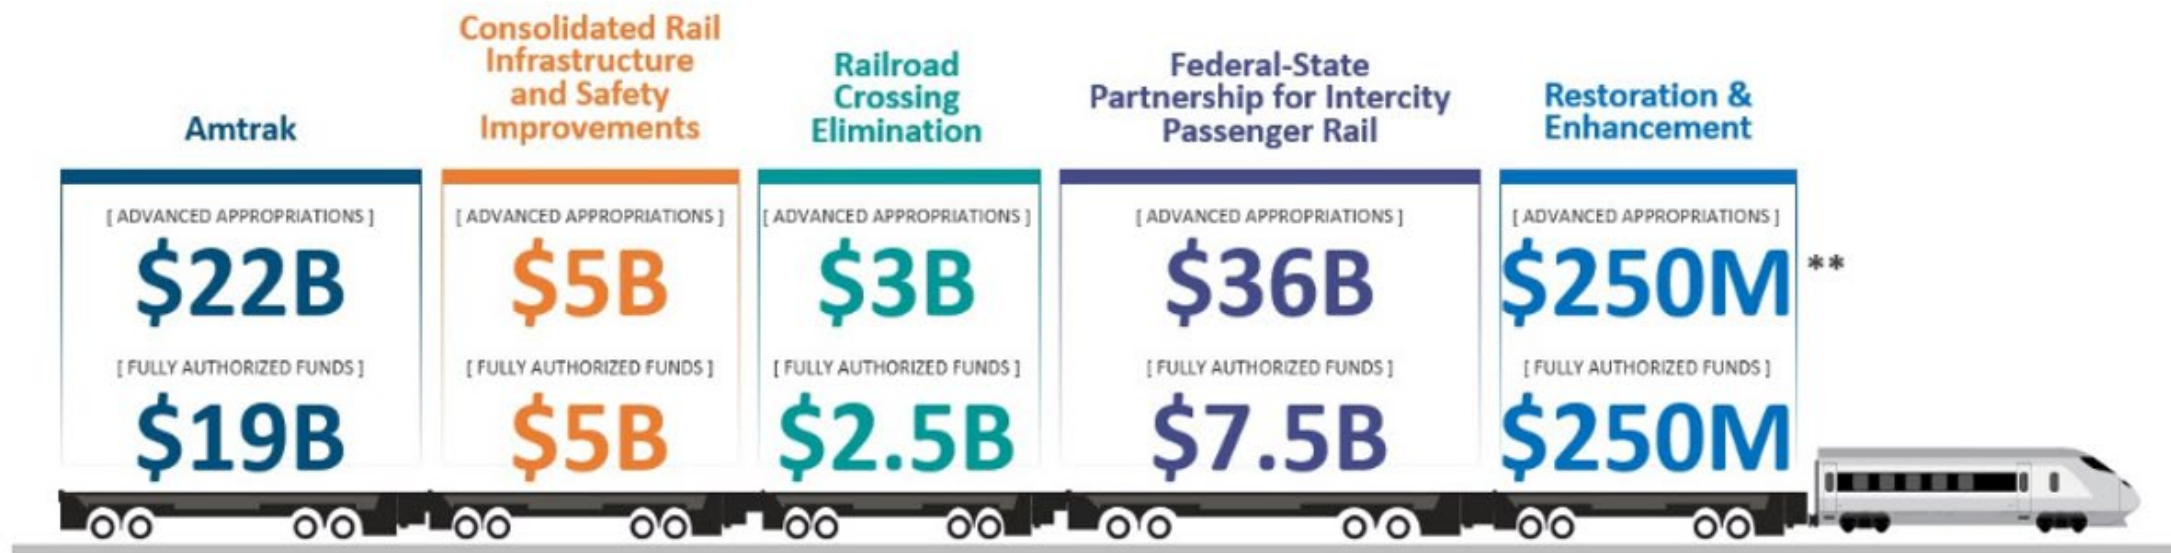 Amtrak
[ ADVANCED APPROPRIATIONS ]
$22B
[ FULLY AUTHORIZED FUNDS ]
$19B
Consolidated Rail
Infrastructure
and Safety
Improvements
[ ADVANCED APPROPRIATIONS ]
$5B
[ FULLY AUTHORIZED FUNDS ]
$5B
Railroad
Crossing
Elimination
[ ADVANCED APPROPRIATIONS ]
$3B
[ FULLY AUTHORIZED FUNDS ]
$2.5B
Federal-State
Partnership for Intercity
Passenger Rail
[ ADVANCED APPROPRIATIONS ]
$36B
[ FULLY AUTHORIZED FUNDS ]
$7.5B
Restoration &
Enhancement
[ ADVANCED APPROPRIATIONS ]
$250M **
[ FULLY AUTHORIZED FUNDS ]
$250M